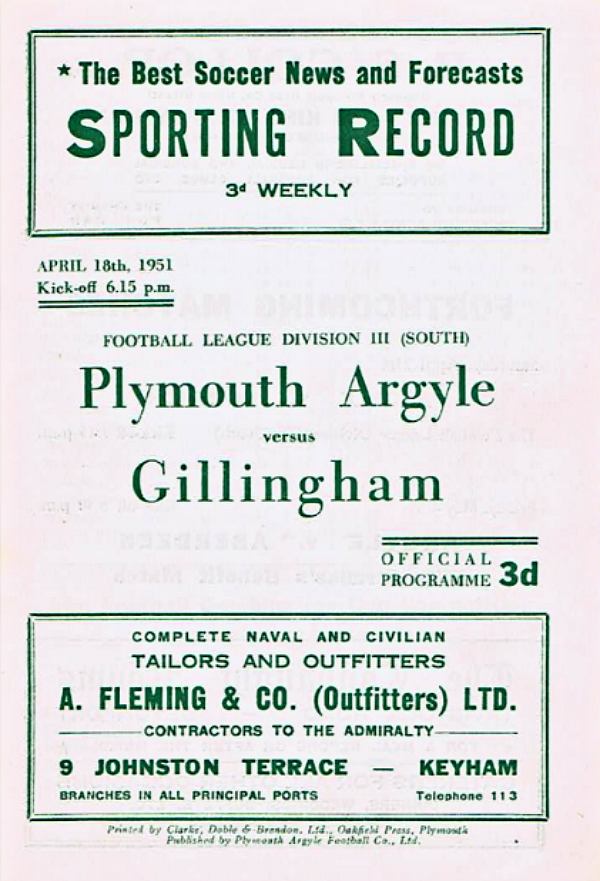 ★ The Best Soccer News and Forecasts
SPORTING RECORD
3d WEEKLY
APRIL 18th, 1951
Kick-off 6.15 p.m.
FOOTBALL LEAGUE DIVISION III (SOUTH)
Plymouth Argyle
versus
Gillingham
OFFICIAL
PROGRAMME 3d
COMPLETE NAVAL AND CIVILIAN
TAILORS AND OUTFITTERS
A. FLEMING & CO. (Outfitters) LTD.
CONTRACTORS TO THE ADMIRALTY
9 JOHNSTON TERRACE — KEYHAM
BRANCHES IN ALL PRINCIPAL PORTS Telephone 113
Printed by Clarke, Doble & Brendon, Ltd., Oakfield Press, Plymouth
Published by Plymouth Argyle Football Co., Ltd.